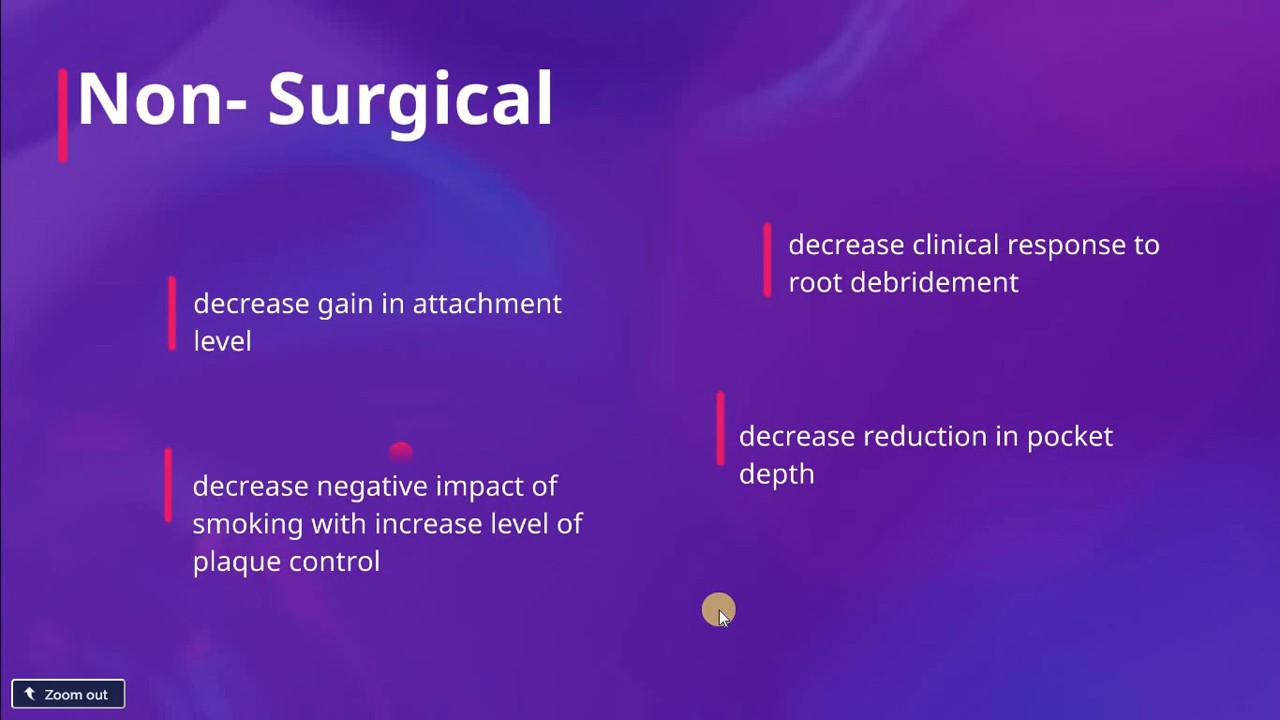 Non- Surgical
decrease gain in attachment
level
decrease negative impact of
smoking with increase level of
plaque control
decrease clinical response to
root debridement
decrease reduction in pocket
depth
Zoom out